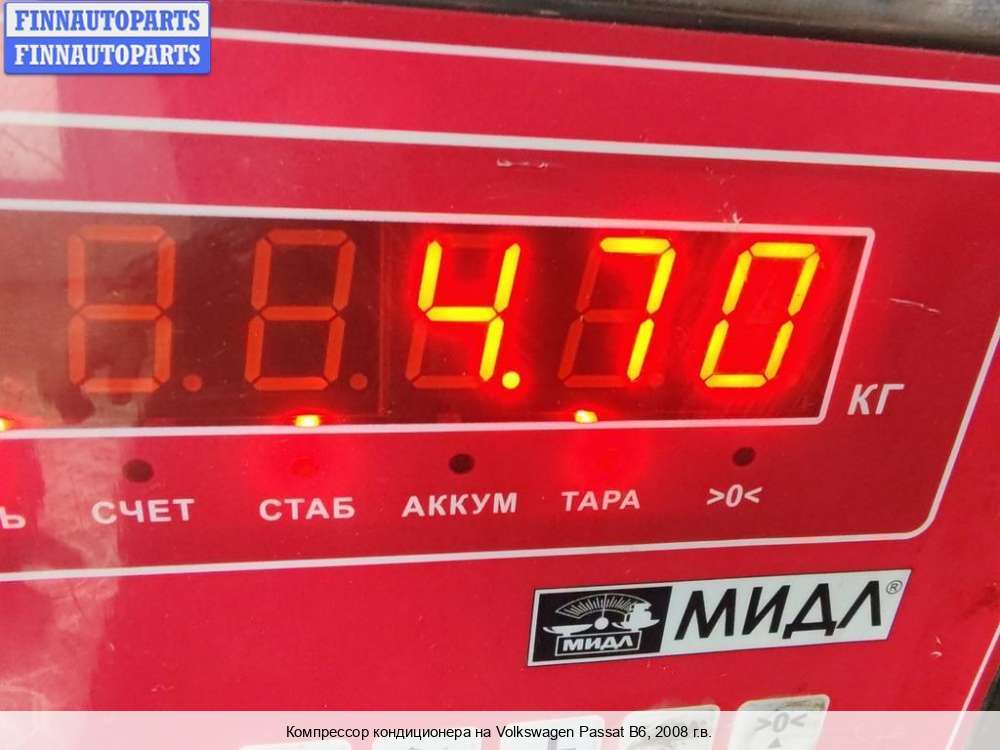 FINNAUTOPARTS
FINNAUTOPARTS
4.70
КГ
Ь СЧЕТ СТАБ АККУМ ТАРА >0<
МИДЛ МИДЛ®
>0<
Компрессор кондиционера на Volkswagen Passat B6, 2008 г.в.